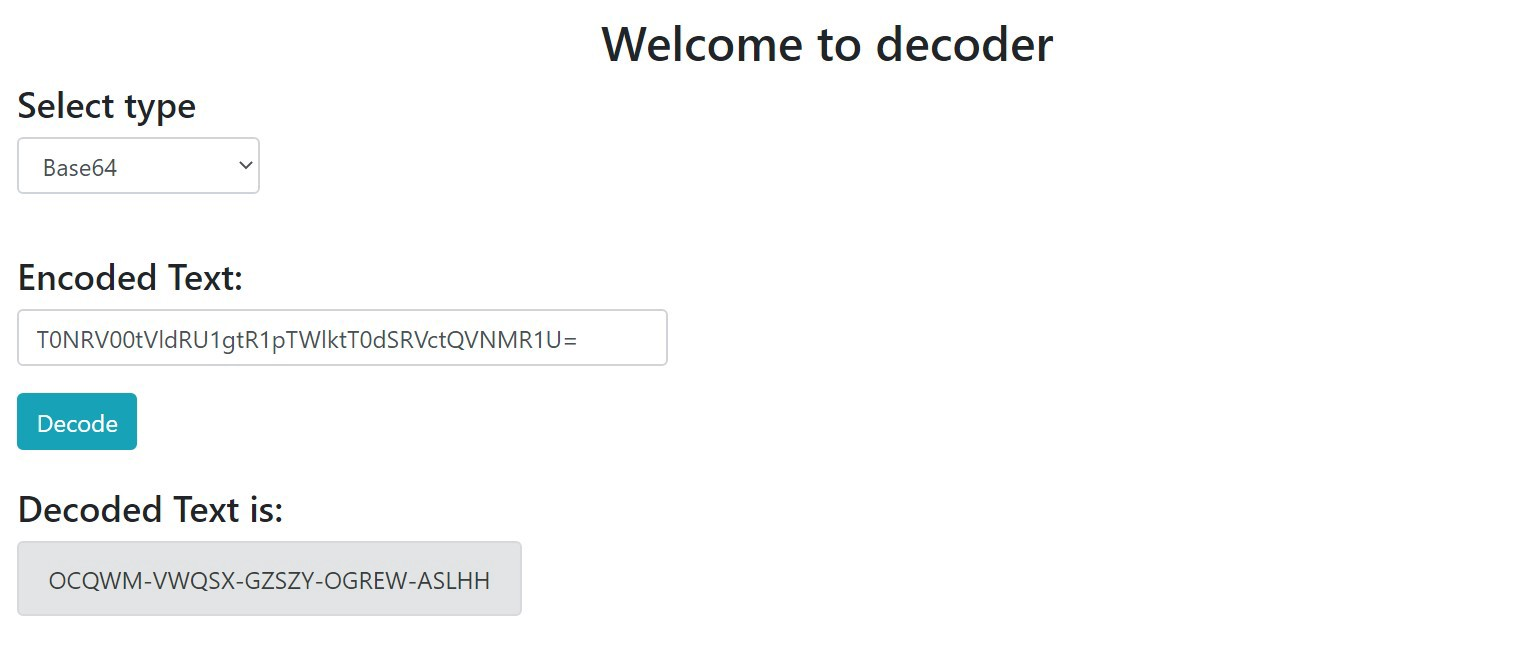 Welcome to decoder
Select type
Base64
Encoded Text:
T0NRV00tVldRU1gtR1pTWlktT0dSRVctQVNMR1U=
Decode
Decoded Text is:
OCQWM-VWQSX-GZSZY-OGREW-ASLHH